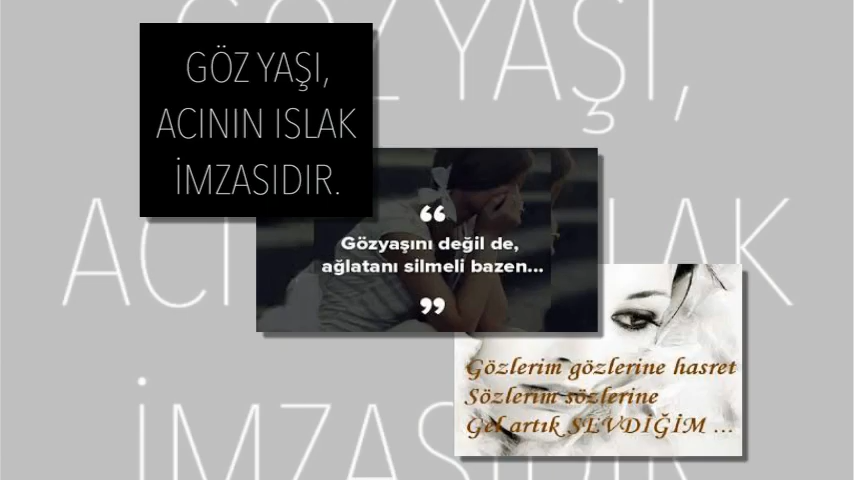 GÖZ YAŞI,
ACININ ISLAK
İMZASIDIR.
“
Gözyaşını değil de,
ağlatanı silmeli bazen...
”
Gözlerim gözlerine hasret
Sözlerim sözlerine
Gel artık SEVDİĞİM ...